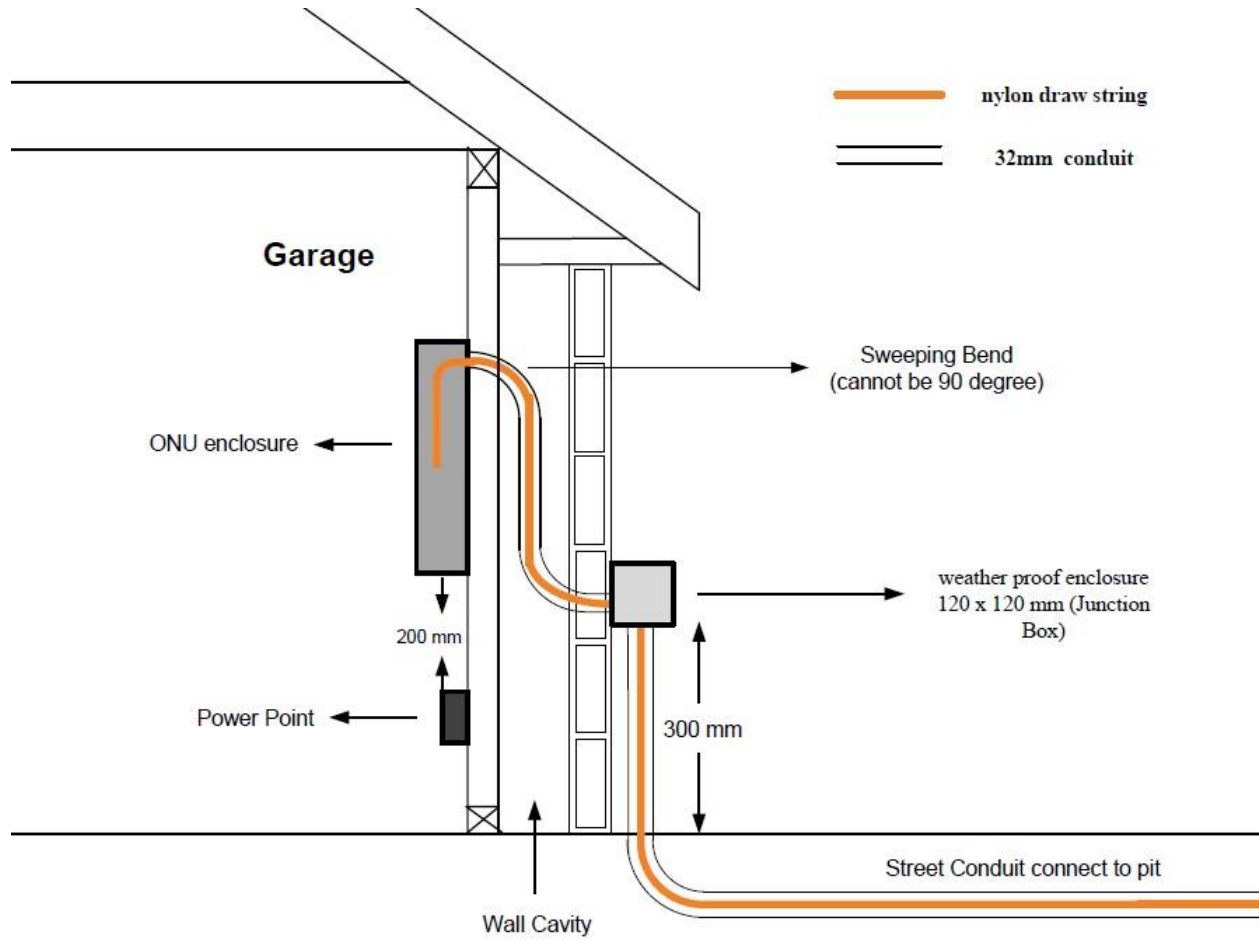 nylon draw string
32mm conduit
Garage
Sweeping Bend
(cannot be 90 degree)
ONU enclosure
weather proof enclosure
120 x 120 mm (Junction
Box)
200 mm
Power Point
300 mm
Street Conduit connect to pit
Wall Cavity